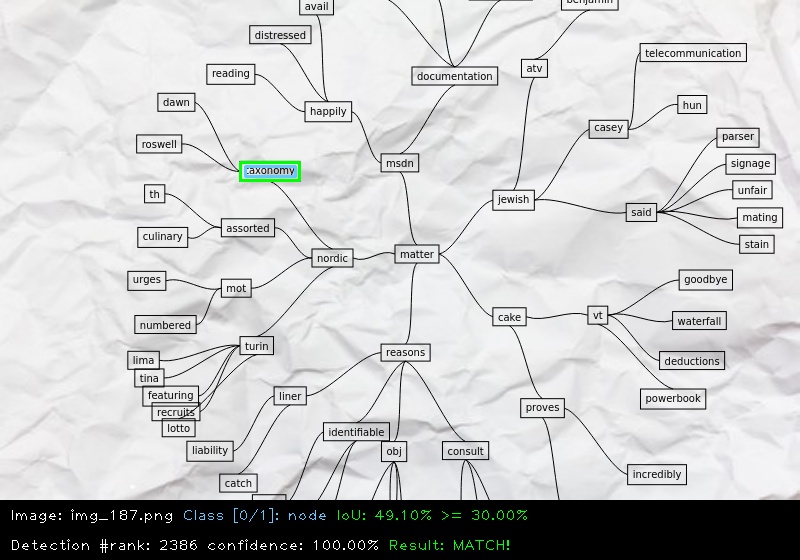 avail
benjamin
distressed
telecommunication
reading
documentation
atv
dawn
happily
hun
casey
parser
roswell
msdn
signage
taxonomy
unfair
th
jewish
said
mating
culinary
assorted
stain
nordic
matter
urges
mot
goodbye
numbered
cake
vt
waterfall
turin
reasons
lima
deductions
tina
featuring
liner
powerbook
recruits
proves
lotto
identifiable
liability
obj
consult
catch
incredibly
Image: img_187.png Class [0/1]: node IoU: 49.10% >= 30.00%
Detection #rank: 2386 confidence: 100.00% Result: MATCH!